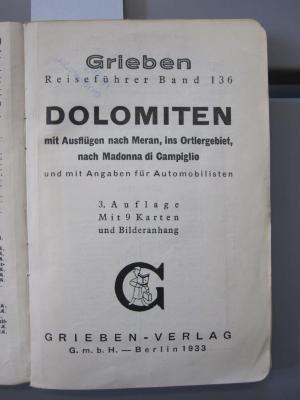 Grieben
Reiseführer Band 136
DOLOMITEN
mit Ausflügen nach Meran, ins Ortlergebiet,
nach Madonna di Campiglio
und mit Angaben für Automobilisten
3. Auflage
Mit 9 Karten
und Bilderanhang
G
GRIEBEN-VERLAG
G.m.b.H.—Berlin 1933